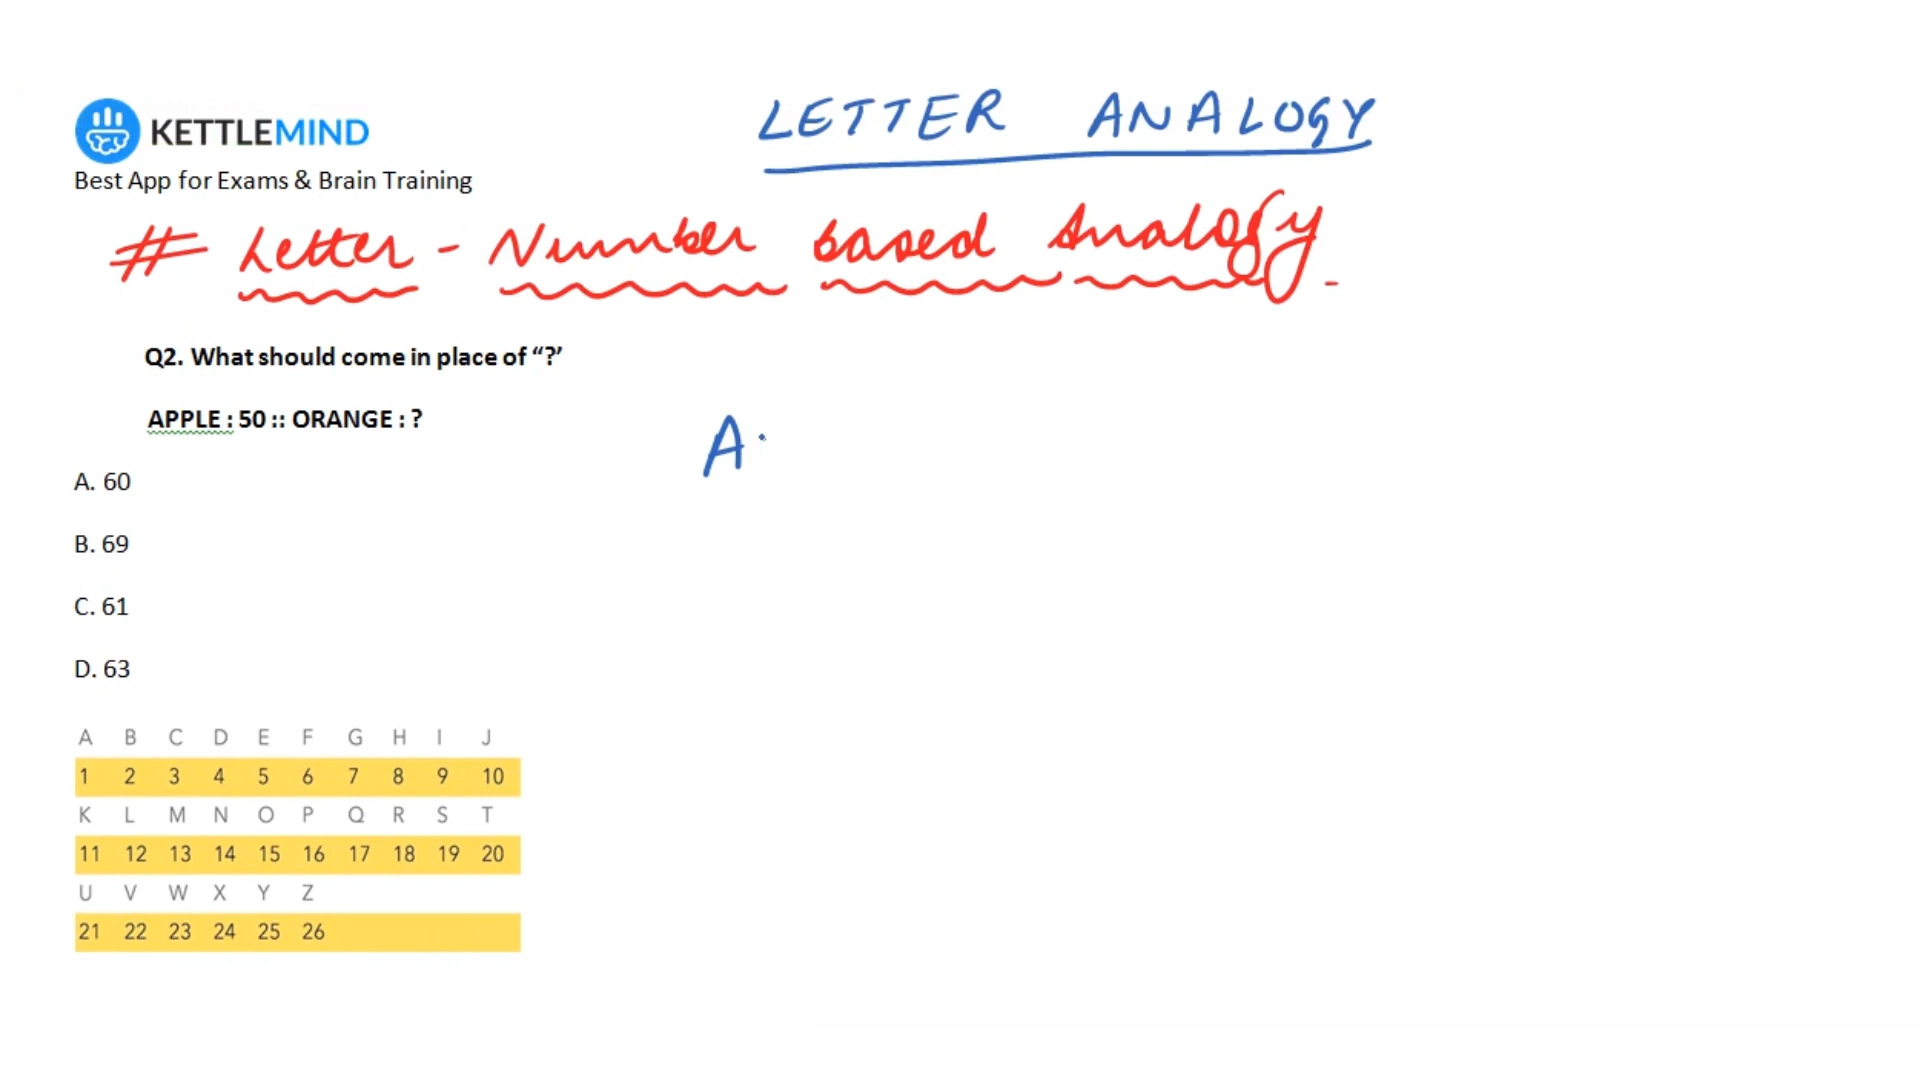 LETTER ANALOGY
KETTLEMIND
Best App for Exams & Brain Training
# Letter - Number based Analogy.
Q2. What should come in place of “?’
APPLE : 50 :: ORANGE : ?
A
A. 60
B. 69
C. 61
D. 63
A B C D E F G H I J
1 2 3 4 5 6 7 8 9 10
K L M N O P Q R S T
11 12 13 14 15 16 17 18 19 20
U V W X Y Z
21 22 23 24 25 26